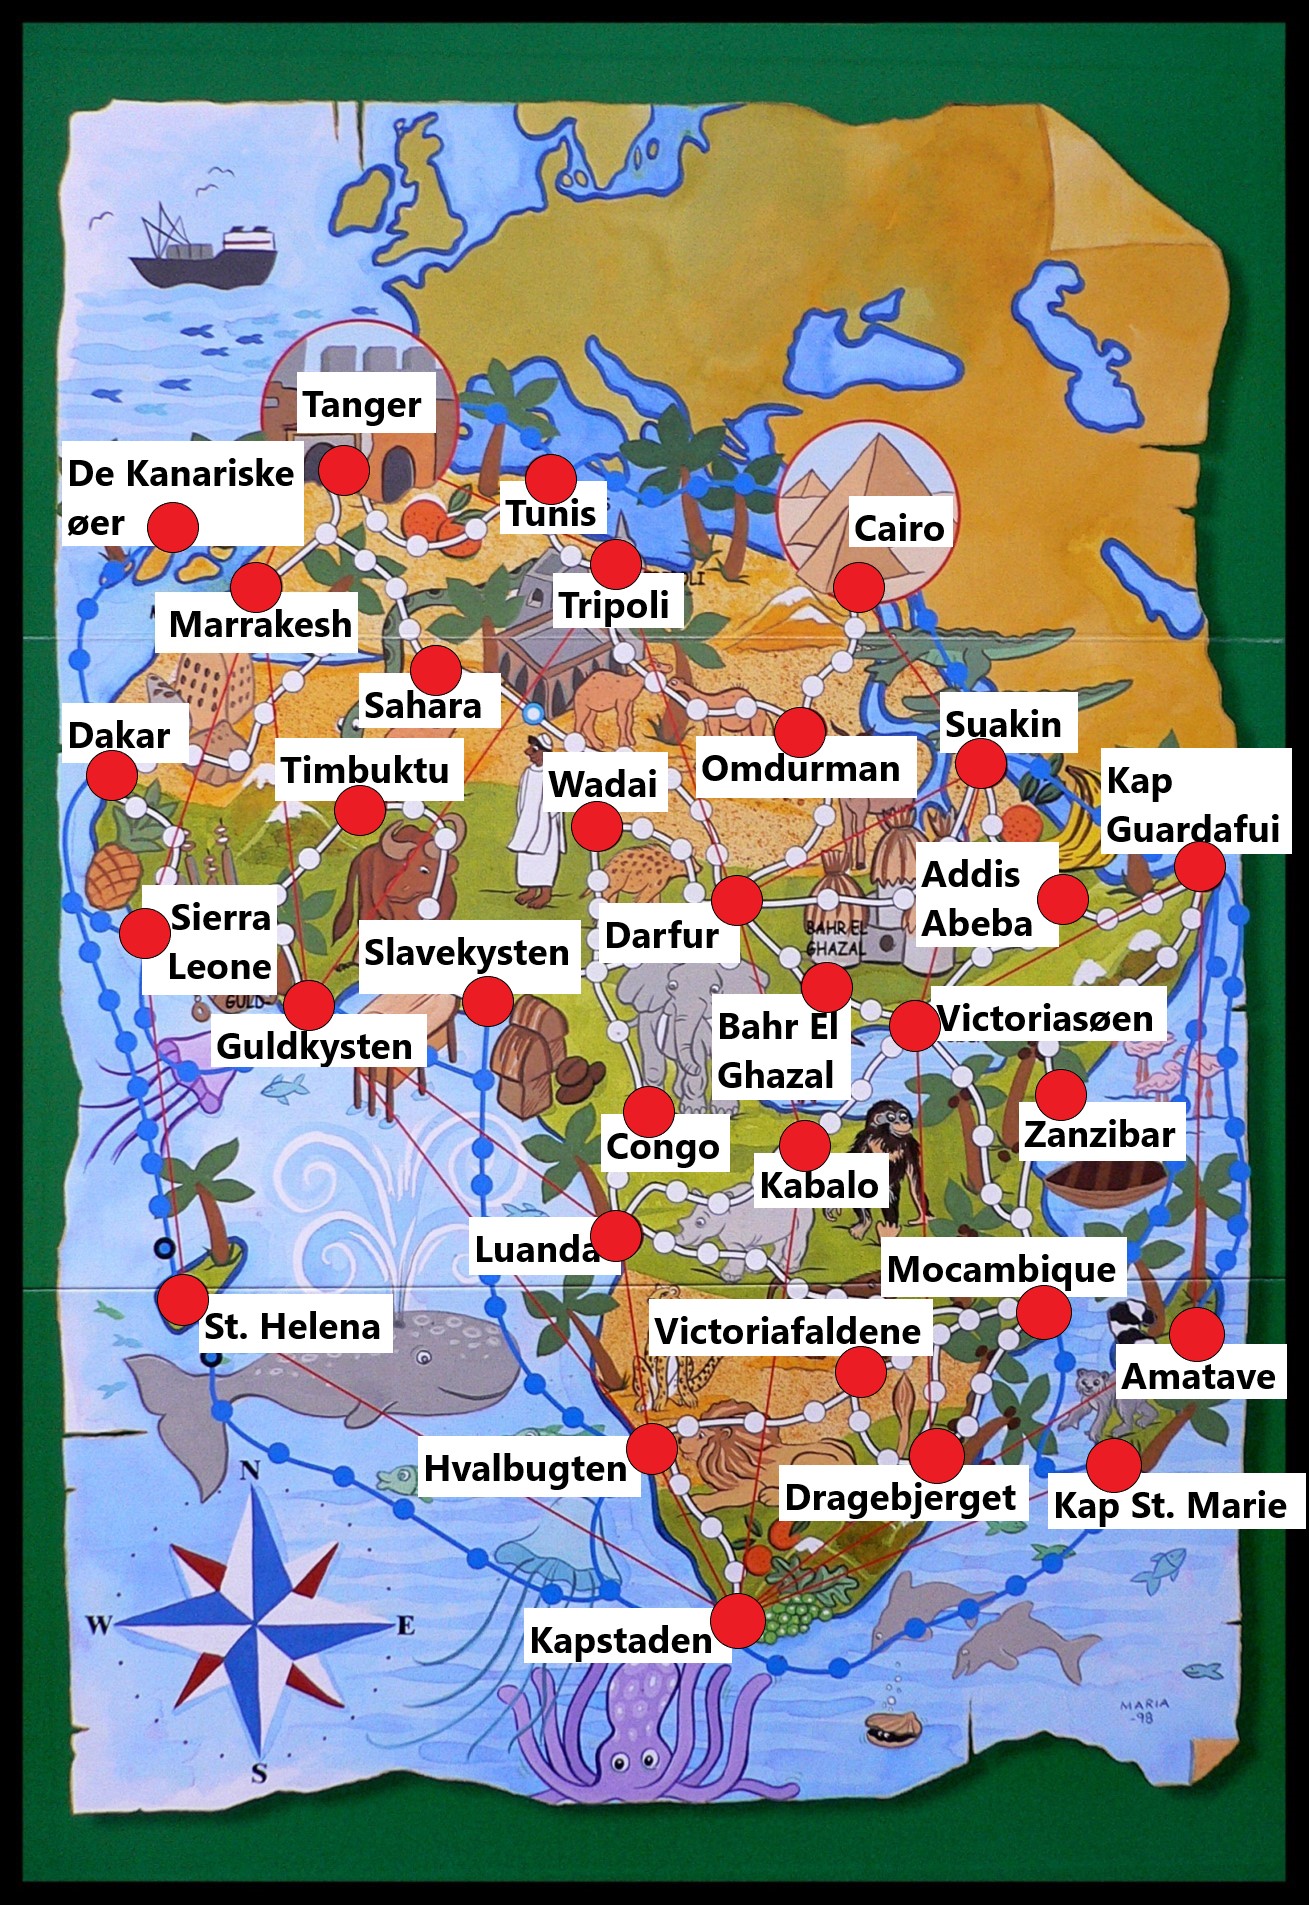 Tanger
De Kanariske
øer
Tunis
Cairo
Marrakesh
Tripoli
Sahara
Dakar
Suakin
Timbuktu
Wadai
Omdurman
Kap
Guardafui
Addis
Abeba
Sierra
Leone
Slavekysten
Darfur
BAHR EL
GHAZAL
GULD-
Guldkysten
Bahr El
Ghazal
Victoriasøen
Zanzibar
Congo
Kabalo
Luanda
Mocambique
St. Helena
Victoriafaldene
Amatave
Hvalbugten
Dragebjerget
Kap St. Marie
N
W
E
S
Kapstaden
MARIA
-98